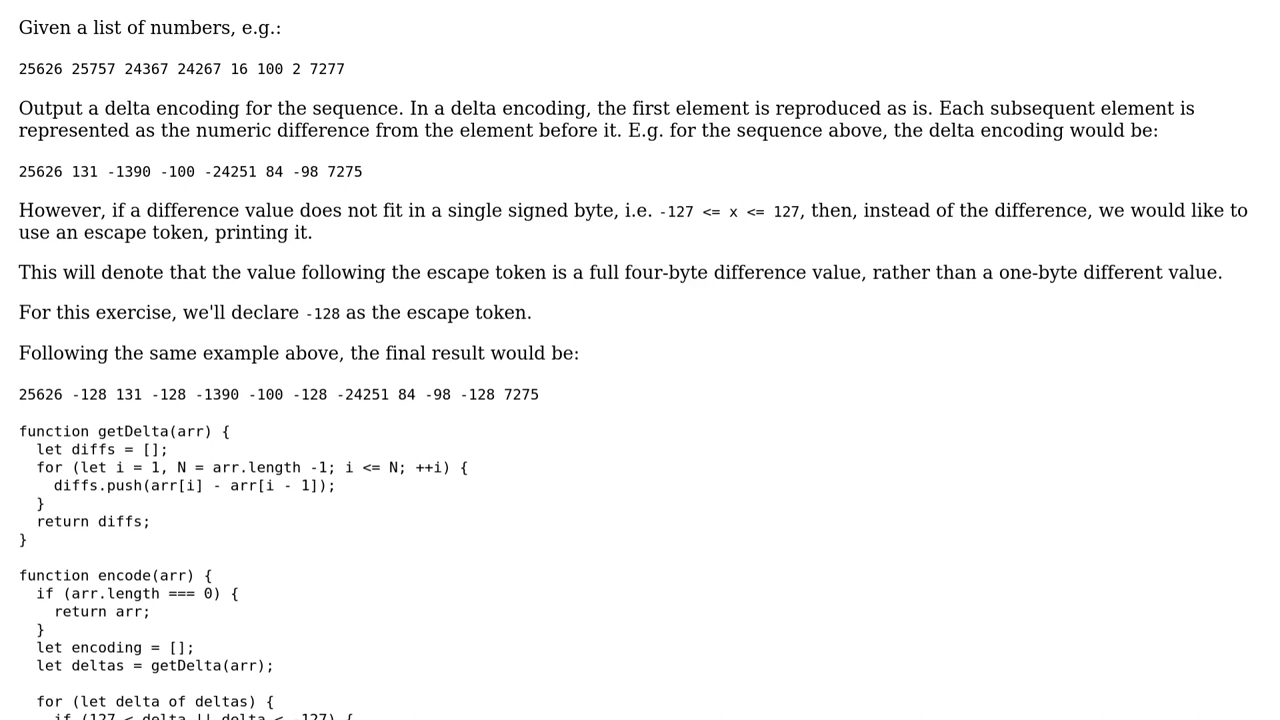 Given a list of numbers, e.g.:
25626 25757 24367 24267 16 100 2 7277
Output a delta encoding for the sequence. In a delta encoding, the first element is reproduced as is. Each subsequent element is
represented as the numeric difference from the element before it. E.g. for the sequence above, the delta encoding would be:
25626 131 -1390 -100 -24251 84 -98 7275
However, if a difference value does not fit in a single signed byte, i.e. -127 <= x <= 127, then, instead of the difference, we would like to
use an escape token, printing it.
This will denote that the value following the escape token is a full four-byte difference value, rather than a one-byte different value.
For this exercise, we'll declare -128 as the escape token.
Following the same example above, the final result would be:
25626 -128 131 -128 -1390 -100 -128 -24251 84 -98 -128 7275
function getDelta(arr) {
  let diffs = [];
  for (let i = 1, N = arr.length -1; i <= N; ++i) {
    diffs.push(arr[i] - arr[i - 1]);
  }
  return diffs;
}
function encode(arr) {
  if (arr.length === 0) {
    return arr;
  }
  let encoding = [];
  let deltas = getDelta(arr);
  for (let delta of deltas) {
    if (127 < delta || delta < -127) {